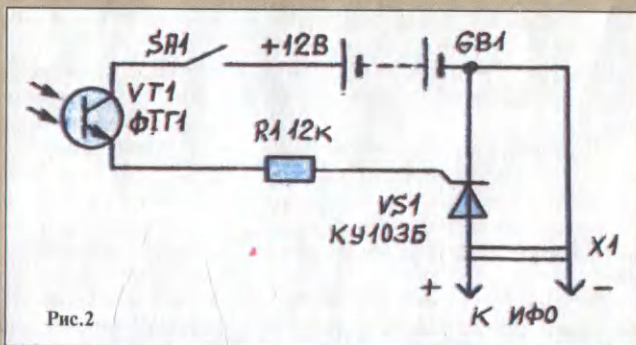 SA1
+12В
GB1
VT1
ФТГ1
R1 12к
VS1
КУ103Б
X1
+
-
К ИФО
Рис.2